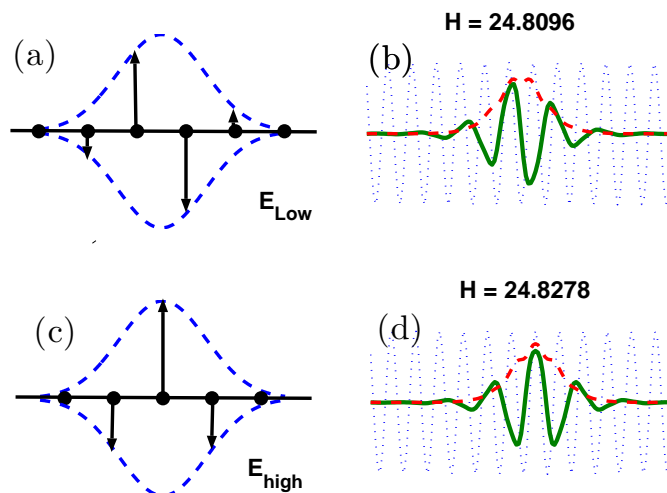 (a)
E_Low
(b)
H = 24.8096
(c)
E_high
(d)
H = 24.8278